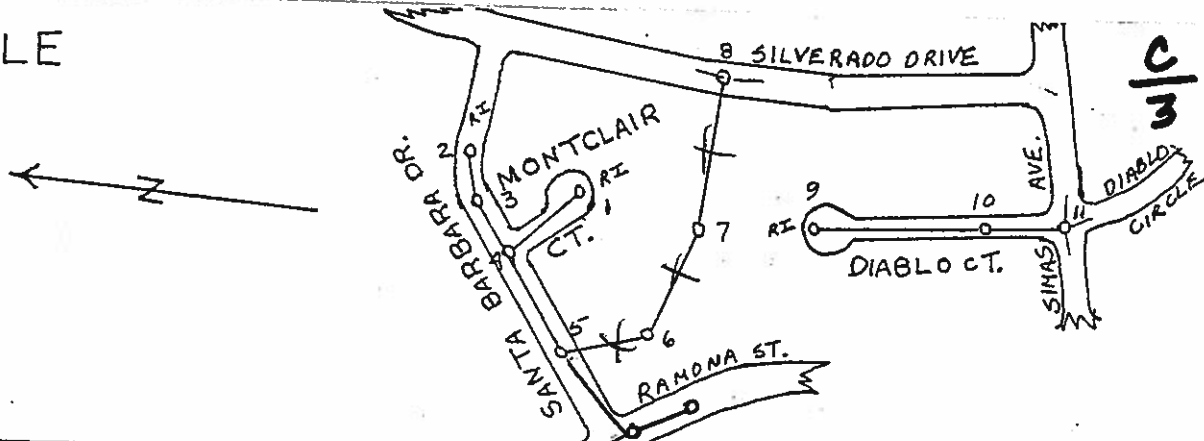 LE
8 SILVERADO DRIVE
C
3
N
RI
MONTCLAIR
CT.
RI
1
2
3
4
5
6
7
SANTA BARBARA DR.
RAMONA ST.
RI
9
10
11
DIABLO CT.
SIMAS AVE.
DIABLO
CIRCLE